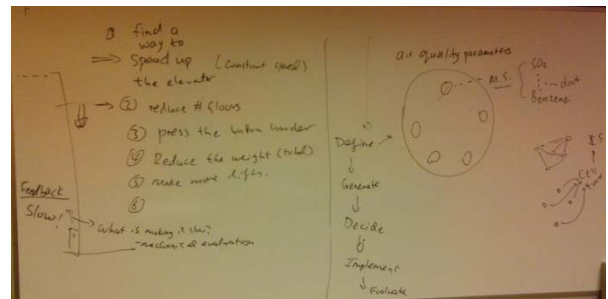 ① find a
way to
⇒ speed up (constant speed)
the elevator
→ ② reduce # floors
③ press the button harder
④ Reduce the weight (total)
⑤ make more lifts.
⑥
Feedback
Slow!
What is making it slow?
- mechanical evaluation
air quality parameters
M.S.
SO2
dust
Benzene
Define
Generate
Decide
Implement
Evaluate
Cell